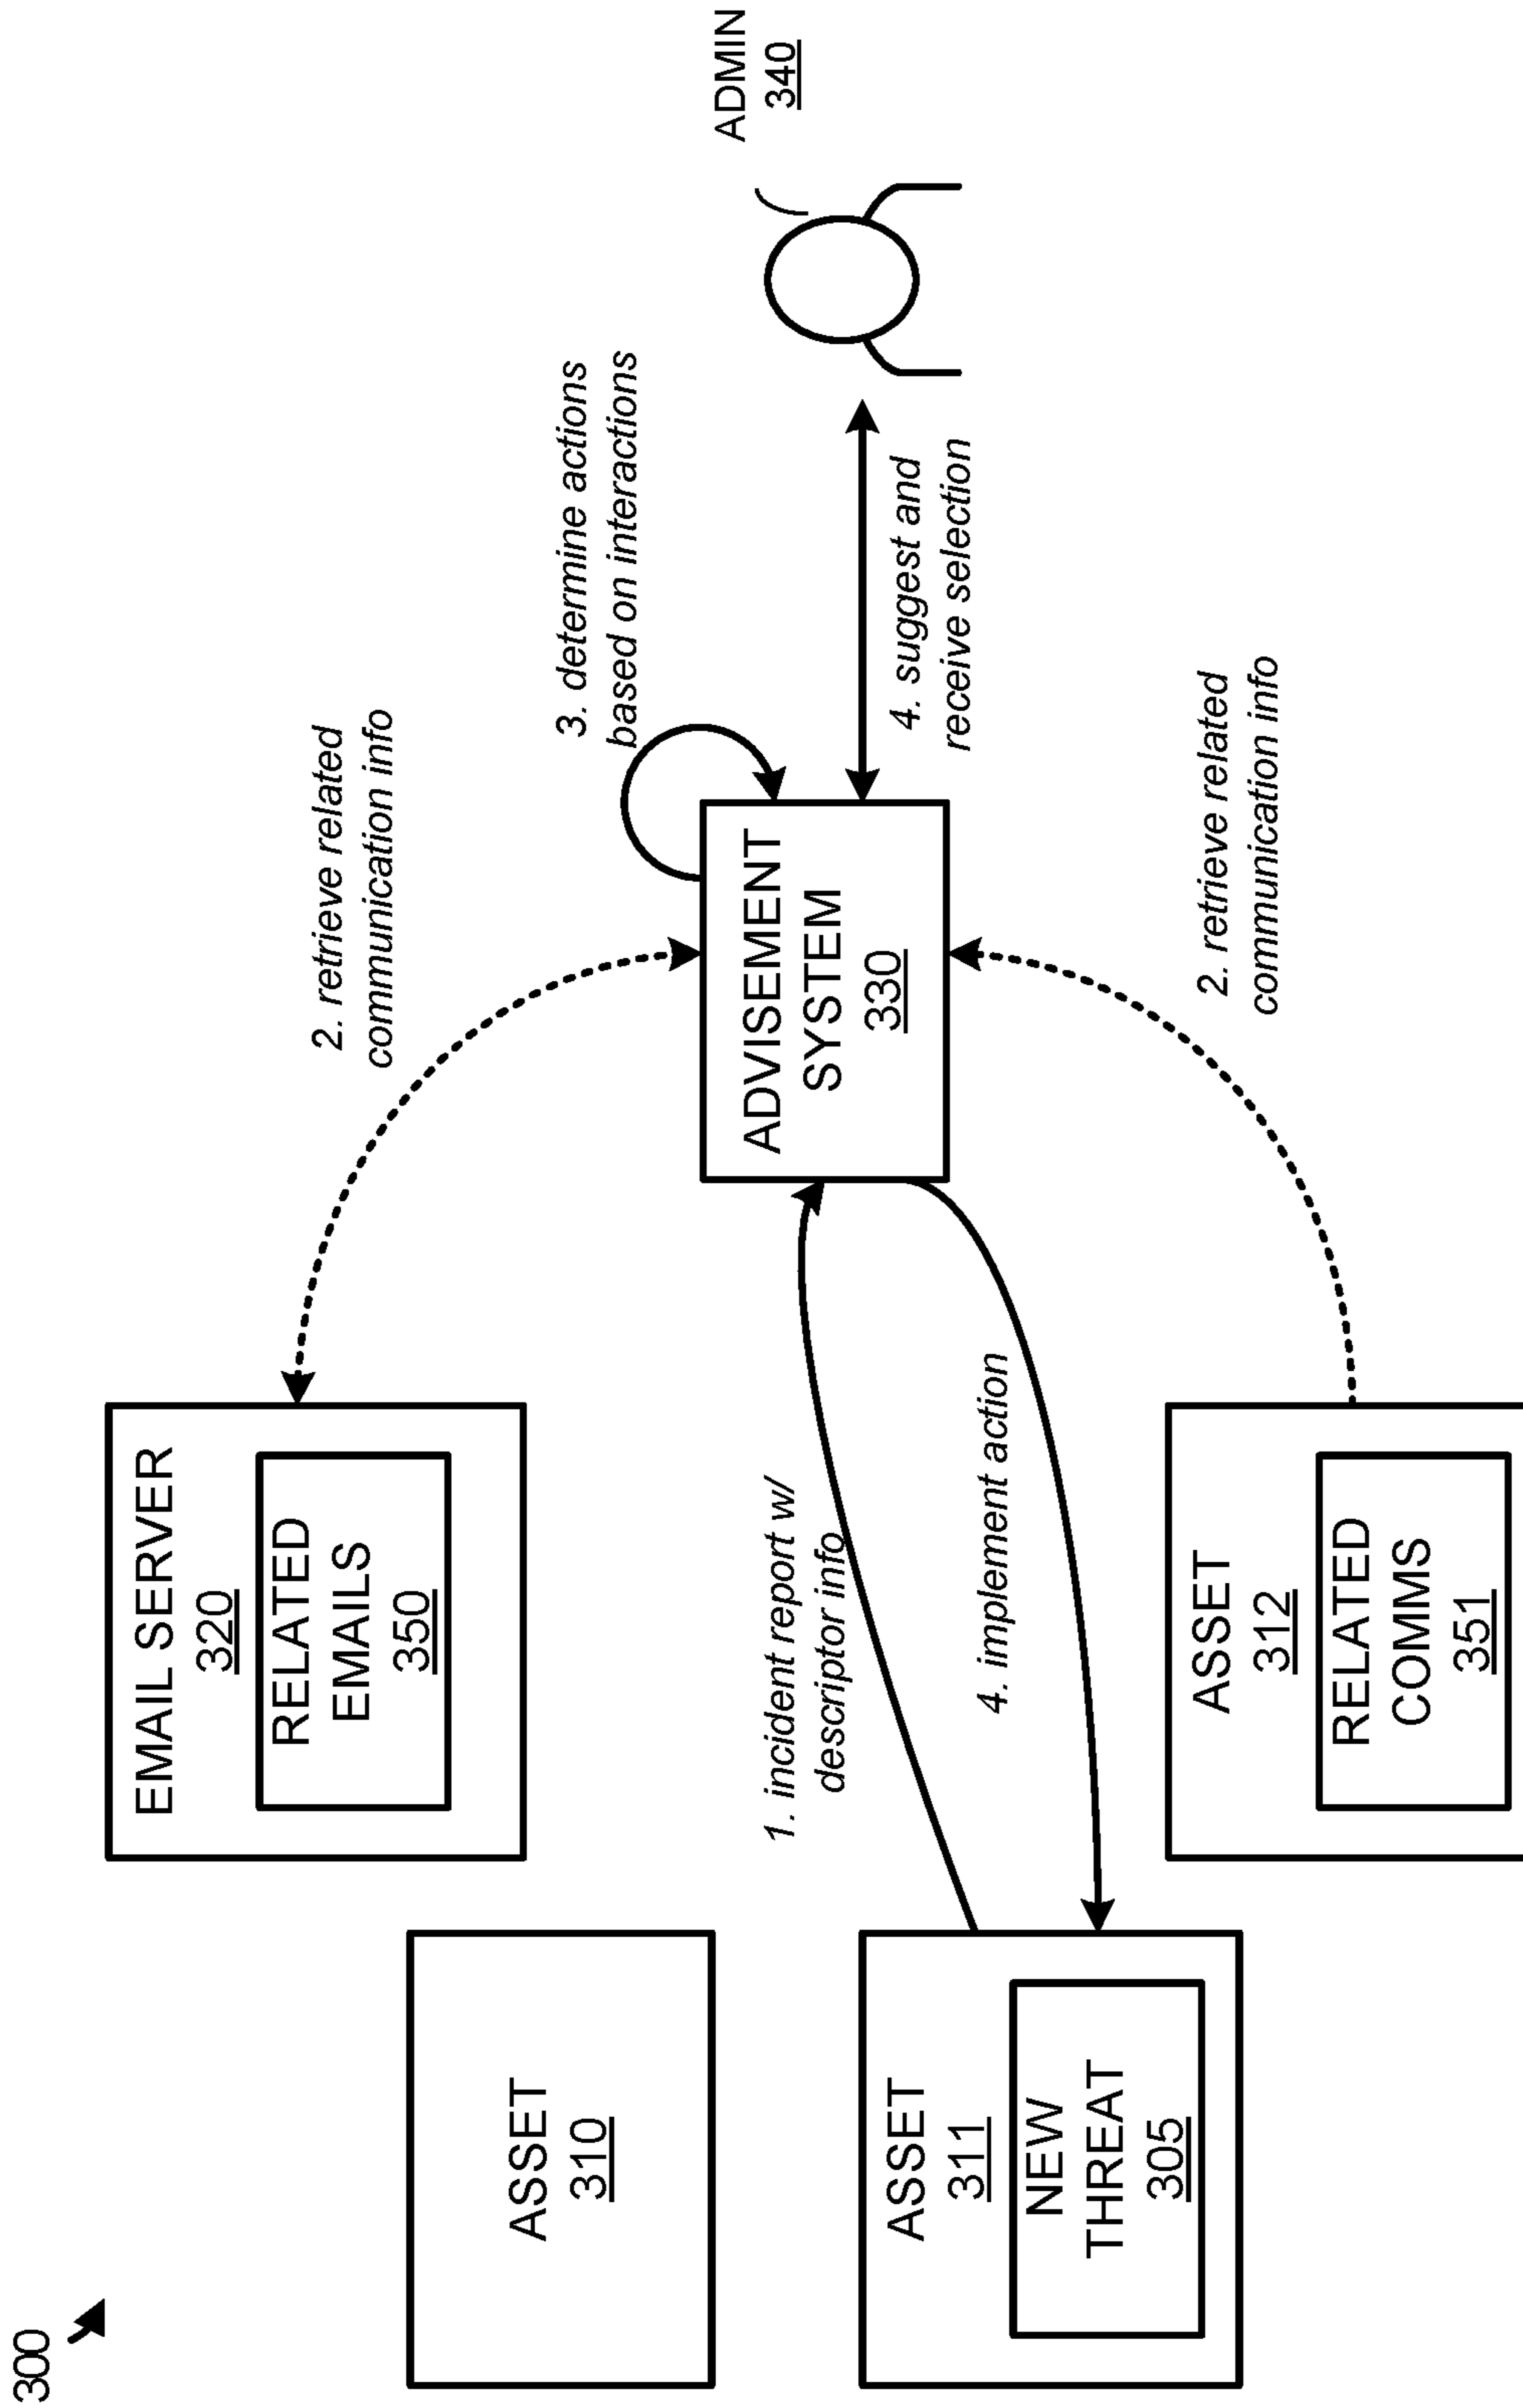 300
EMAIL SERVER
320
RELATED
EMAILS
350
2. retrieve related
communication info
ASSET
310
3. determine actions
based on interactions
ADMIN
340
ADVISEMENT
SYSTEM
330
1. incident report w/
descriptor info
4. suggest and
receive selection
ASSET
311
NEW
THREAT
305
4. implement action
ASSET
312
RELATED
COMMS
351
2. retrieve related
communication info